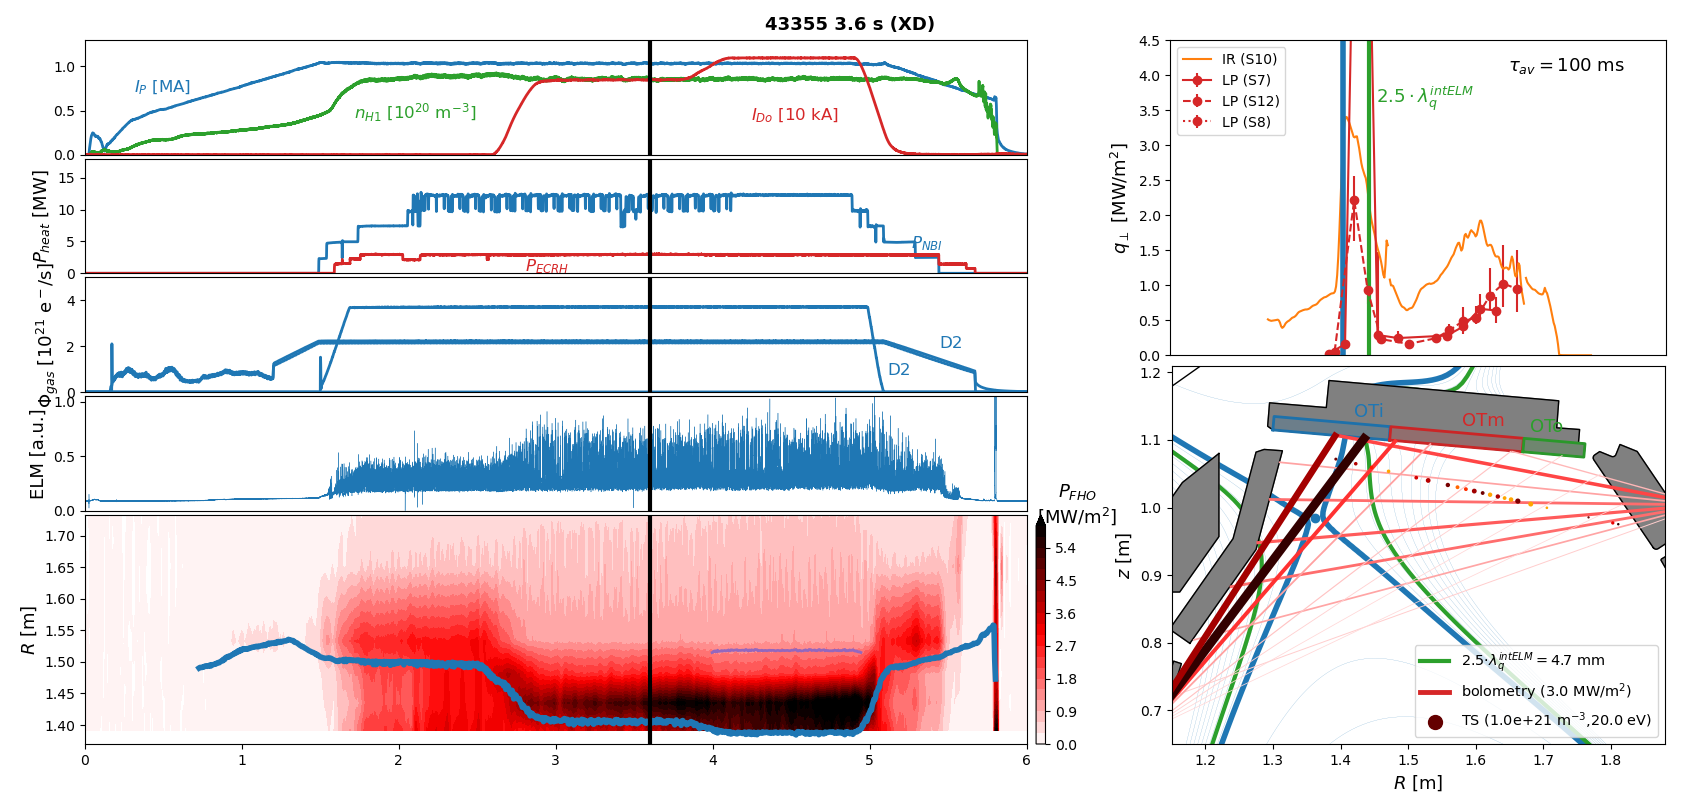 43355 3.6 s (XD)
1.0
0.5
0.0
I_P [MA]
n_H1 [10^20 m^−3]
I_Do [10 kA]
15
10
5
0
P_heat [MW]
P_NBI
P_ECRH
4
2
0
Φ_gas [10^21 e^−/s]
D2
D2
1.0
0.5
0.0
ELM [a.u.]
1.70
1.65
1.60
1.55
1.50
1.45
1.40
R [m]
0
1
2
3
4
5
6
P_FHO
[MW/m^2]
5.4
4.5
3.6
2.7
1.8
0.9
0.0
4.5
4.0
3.5
3.0
2.5
2.0
1.5
1.0
0.5
0.0
q_⊥ [MW/m^2]
IR (S10)
LP (S7)
LP (S12)
LP (S8)
τ_av = 100 ms
2.5 · λ_q^intELM
1.2
1.1
1.0
0.9
0.8
0.7
z [m]
OTi
OTm
OTo
2.5·λ_q^intELM = 4.7 mm
bolometry (3.0 MW/m^2)
TS (1.0e+21 m^−3,20.0 eV)
1.2
1.3
1.4
1.5
1.6
1.7
1.8
R [m]